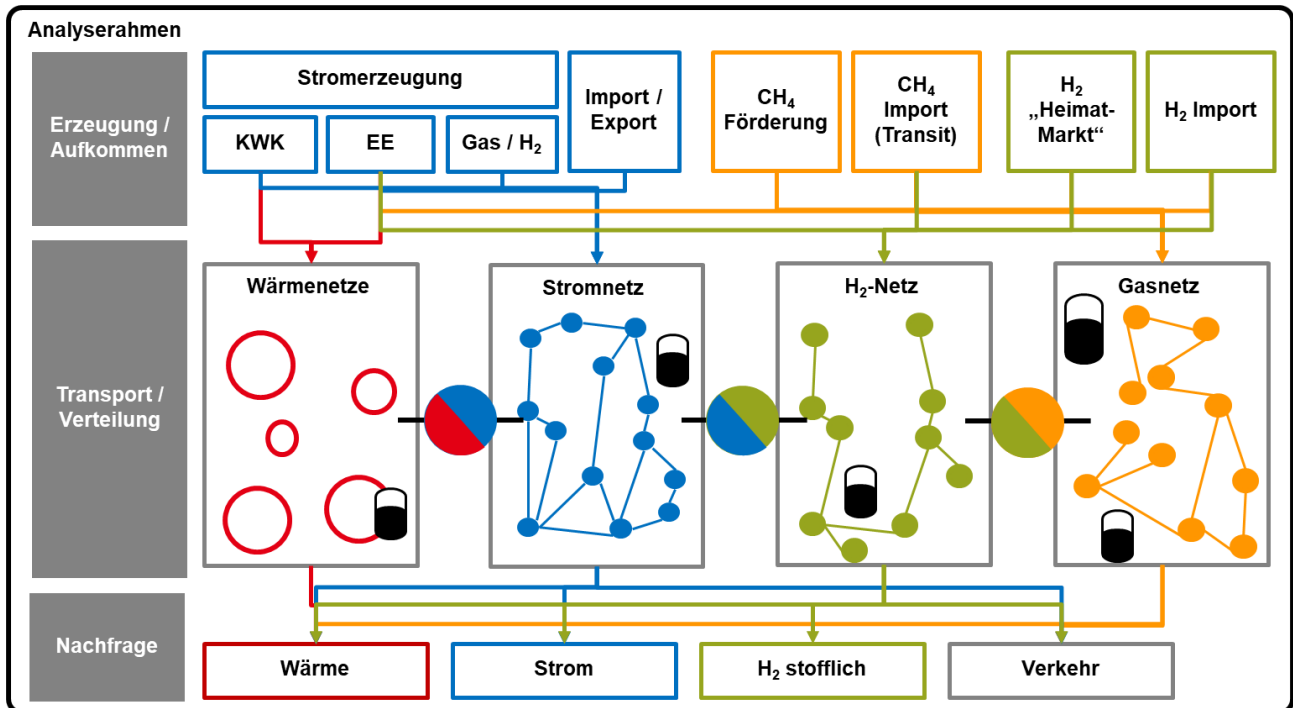 Analyserahmen
Erzeugung /
Aufkommen
Stromerzeugung
KWK
EE
Gas / H₂
Import /
Export
CH₄
Förderung
CH₄
Import
(Transit)
H₂
„Heimat-
Markt“
H₂ Import
Transport /
Verteilung
Wärmenetze
Stromnetz
H₂-Netz
Gasnetz
Nachfrage
Wärme
Strom
H₂ stofflich
Verkehr